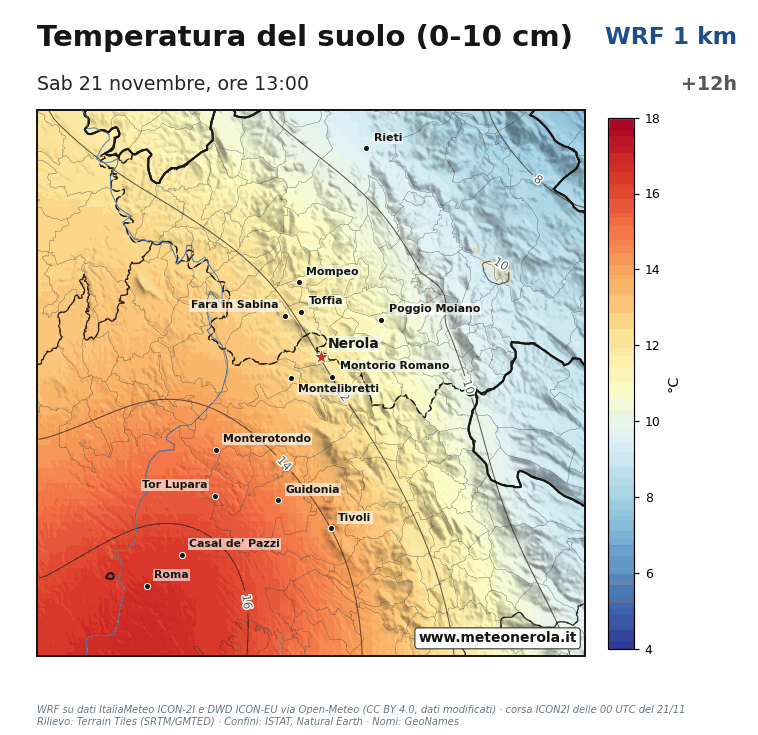 Temperatura del suolo (0-10 cm)
WRF 1 km
Sab 21 novembre, ore 13:00
+12h
Rieti
8
10
Mompeo
Toffia
Fara in Sabina
Poggio Moiano
Nerola
Montorio Romano
10
Montelibretti
Monterotondo
14
Tor Lupara
Guidonia
Tivoli
Casal de' Pazzi
Roma
16
www.meteonerola.it
18
16
14
12
10
8
6
4
°C
WRF su dati ItaliaMeteo ICON-2I e DWD ICON-EU via Open-Meteo (CC BY 4.0, dati modificati) · corsa ICON2I delle 00 UTC del 21/11
Rilievo: Terrain Tiles (SRTM/GMTED) · Confini: ISTAT, Natural Earth · Nomi: GeoNames